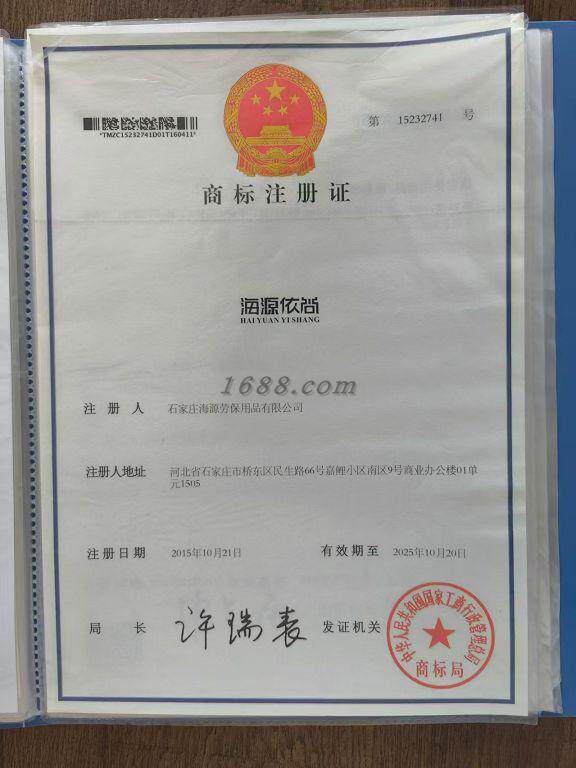 *TMZC15232741D01T160411*
第 15232741 号
商标注册证
海源依尚
HAI YUAN YI SHANG
1688.com
注册人 石家庄海源劳保用品有限公司
注册人地址 河北省石家庄市桥东区民生路66号嘉鲤小区南区9号商业办公楼01单
元1505
注册日期 2015年10月21日 有效期至 2025年10月20日
局长 许瑞表 发证机关
中华人民共和国国家工商行政管理总局
商标局